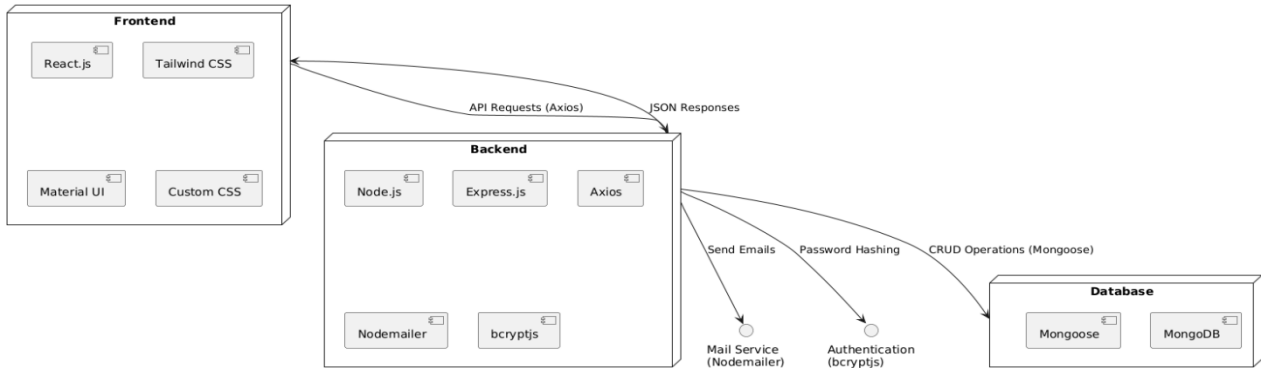 Frontend
React.js
Tailwind CSS
Material UI
Custom CSS
API Requests (Axios)
JSON Responses
Backend
Node.js
Express.js
Axios
Nodemailer
bcryptjs
Send Emails
Password Hashing
CRUD Operations (Mongoose)
Mail Service
(Nodemailer)
Authentication
(bcryptjs)
Database
Mongoose
MongoDB